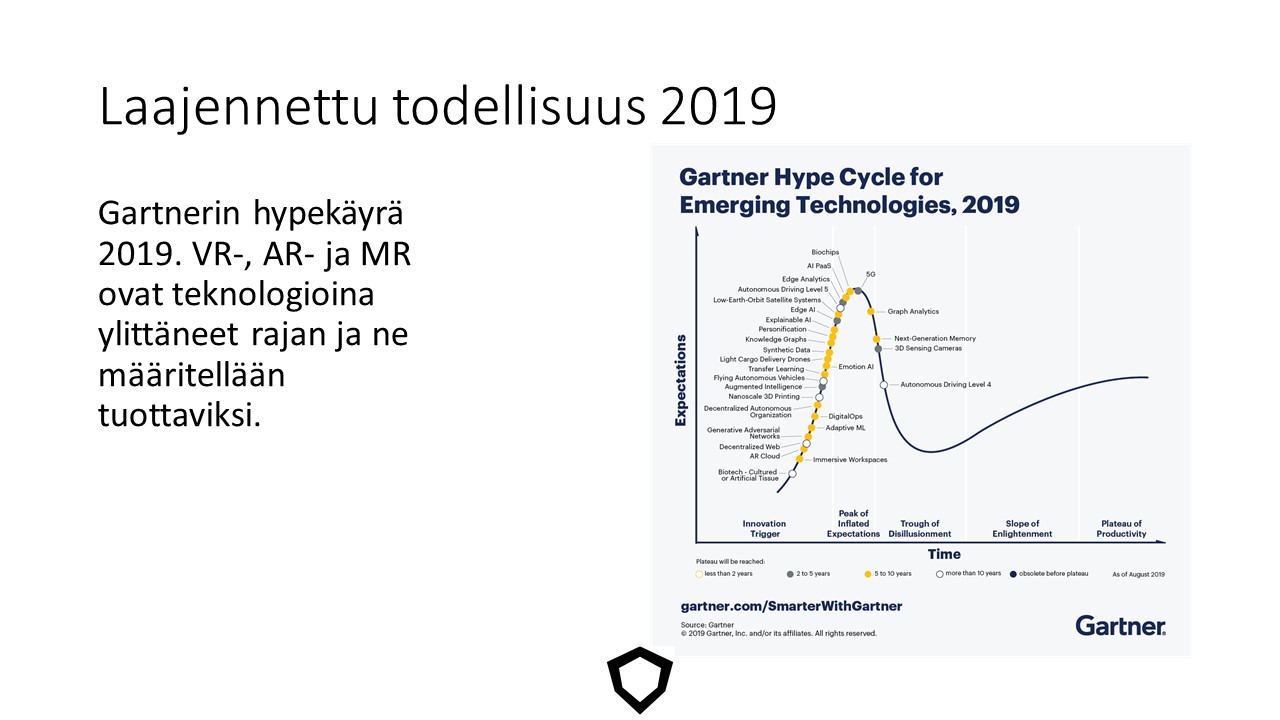 Laajennettu todellisuus 2019
Gartnerin hypekäyrä
2019. VR-, AR- ja MR
ovat teknologioina
ylittäneet rajan ja ne
määritellään
tuottaviksi.
Gartner Hype Cycle for
Emerging Technologies, 2019
Expectations
Biochips
AI PaaS
5G
Edge Analytics
Autonomous Driving Level 5
Low-Earth-Orbit Satellite Systems
Edge AI
Graph Analytics
Explainable AI
Personification
Knowledge Graphs
Next-Generation Memory
Synthetic Data
3D Sensing Cameras
Light Cargo Delivery Drones
Transfer Learning
Emotion AI
Flying Autonomous Vehicles
Augmented Intelligence
Autonomous Driving Level 4
Nanoscale 3D Printing
Decentralized Autonomous
Organization
DigitalOps
Generative Adversarial
Networks
Adaptive ML
Decentralized Web
AR Cloud
Immersive Workspaces
Biotech - Cultured
or Artificial Tissue
Innovation
Trigger
Peak of
Inflated
Expectations
Trough of
Disillusionment
Slope of
Enlightenment
Plateau of
Productivity
Time
Plateau will be reached:
less than 2 years
2 to 5 years
5 to 10 years
more than 10 years
obsolete before plateau
As of August 2019
gartner.com/SmarterWithGartner
Source: Gartner
© 2019 Gartner, Inc. and/or its affiliates. All rights reserved.
Gartner®